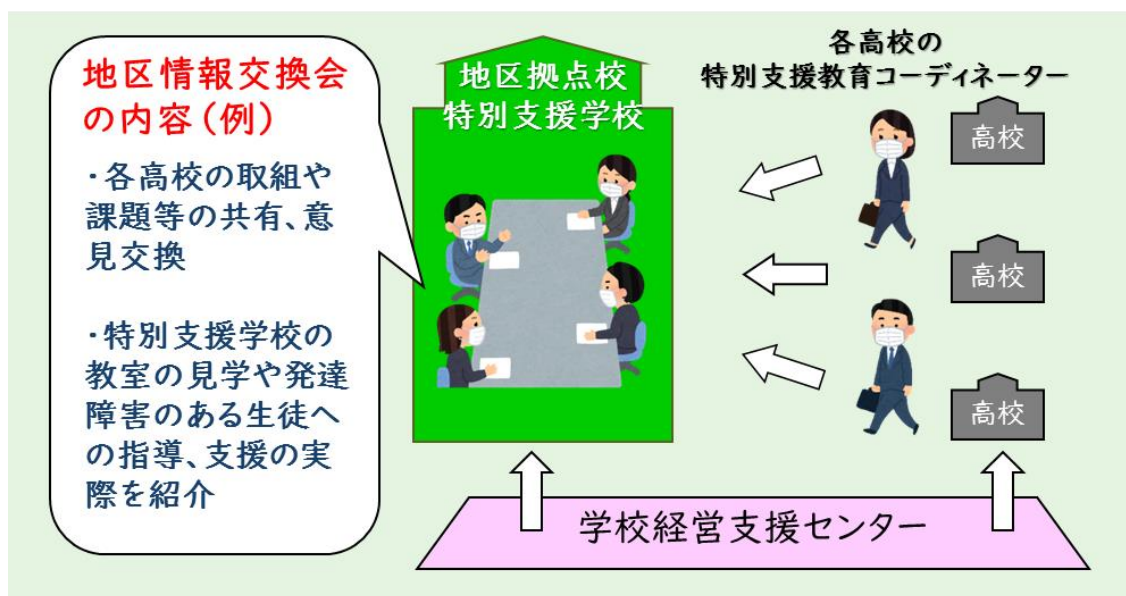 地区情報交換会
の内容(例)
・各高校の取組や
課題等の共有、意
見交換
・特別支援学校の
教室の見学や発達
障害のある生徒へ
の指導、支援の実
際を紹介
地区拠点校
特別支援学校
各高校の
特別支援教育コーディネーター
高校
高校
高校
学校経営支援センター